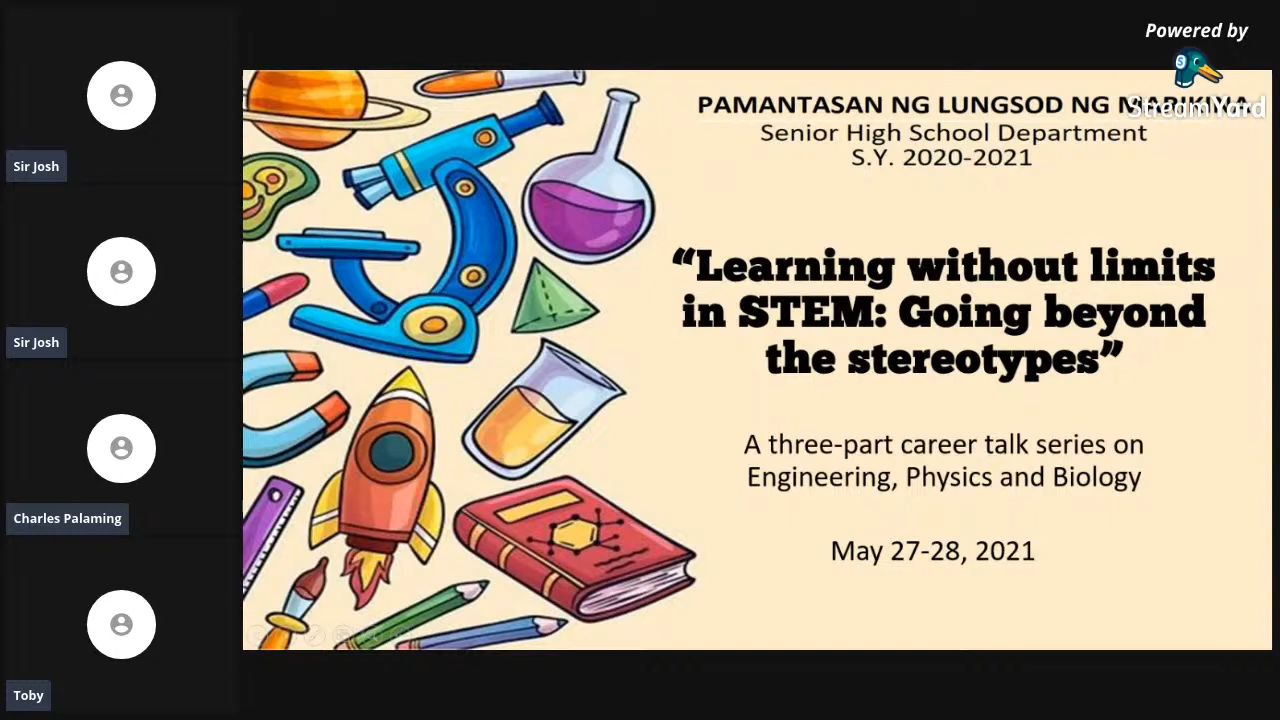 Powered by
StreamYard
Sir Josh
Sir Josh
Charles Palaming
Toby
PAMANTASAN NG LUNGSOD NG MARIKINA
Senior High School Department
S.Y. 2020-2021
“Learning without limits
in STEM: Going beyond
the stereotypes”
A three-part career talk series on
Engineering, Physics and Biology
May 27-28, 2021